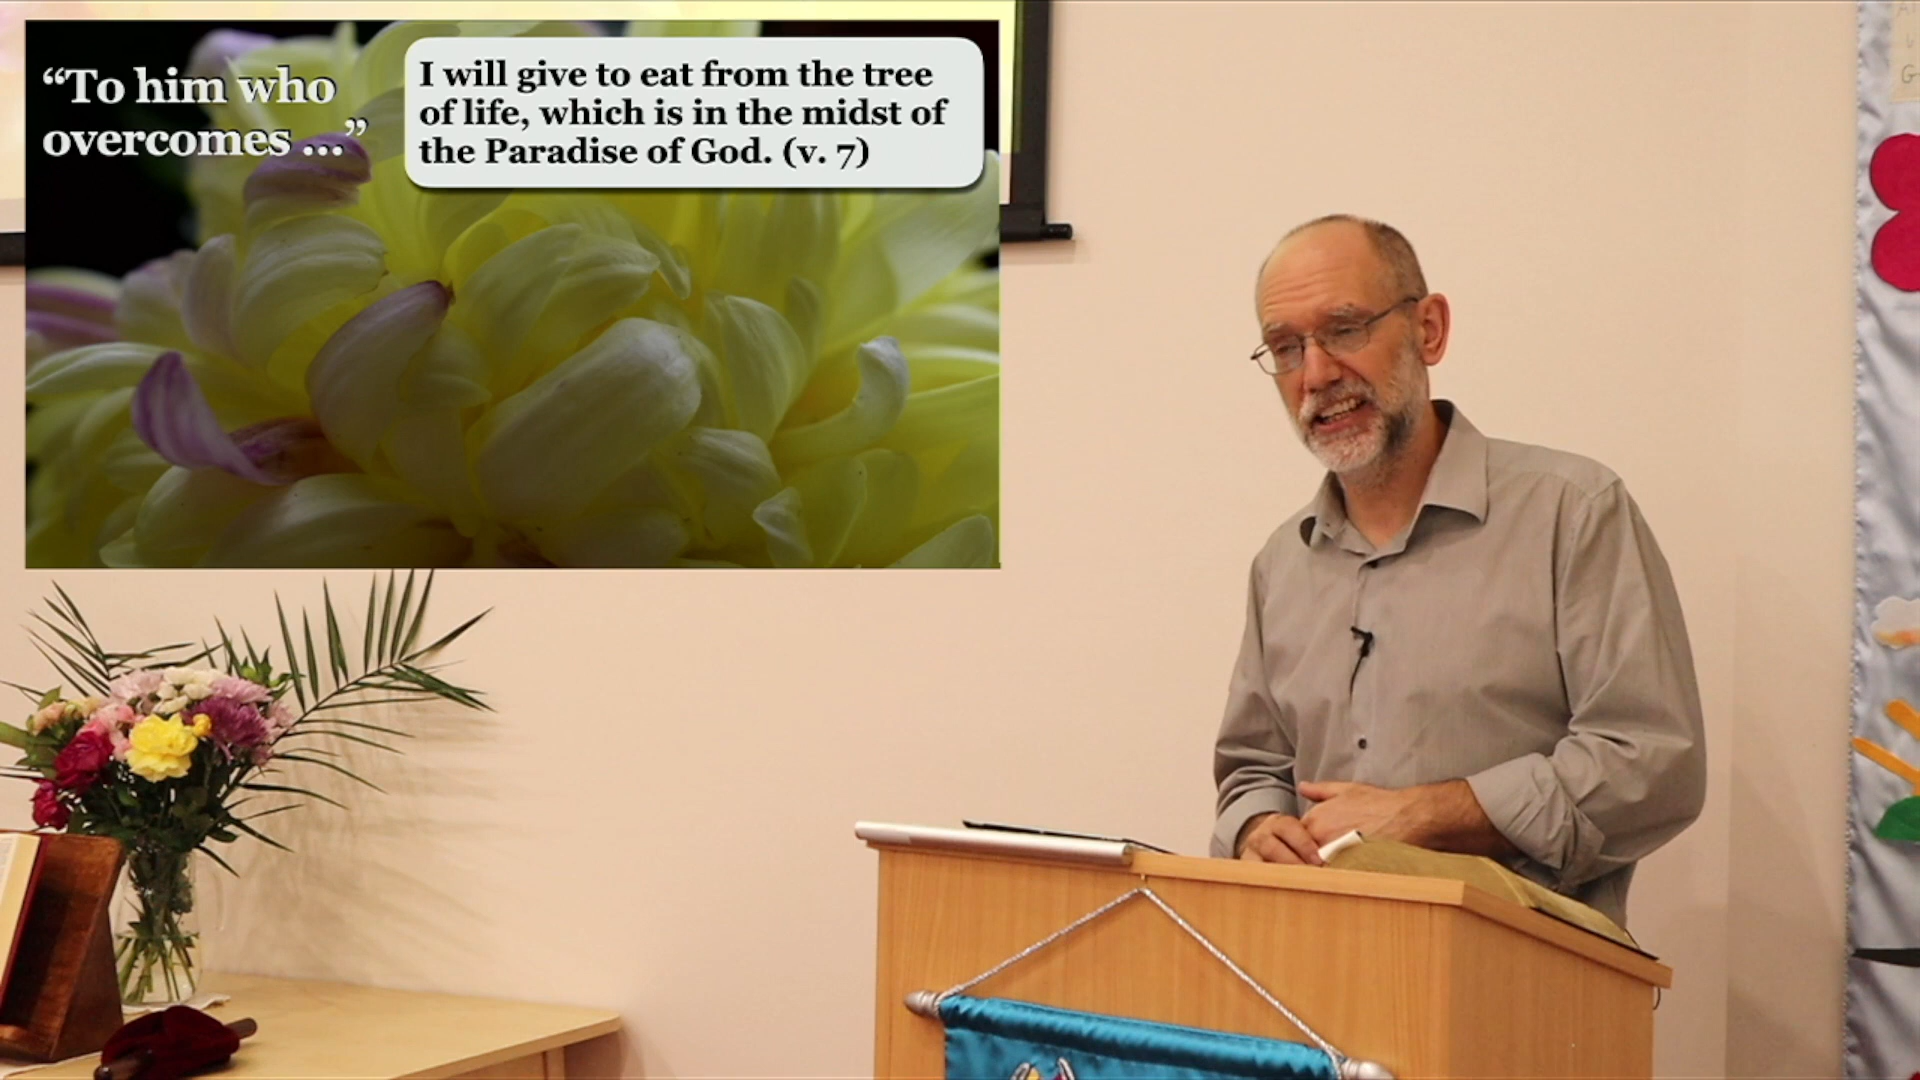 “To him who
overcomes ...”
I will give to eat from the tree
of life, which is in the midst of
the Paradise of God. (v. 7)